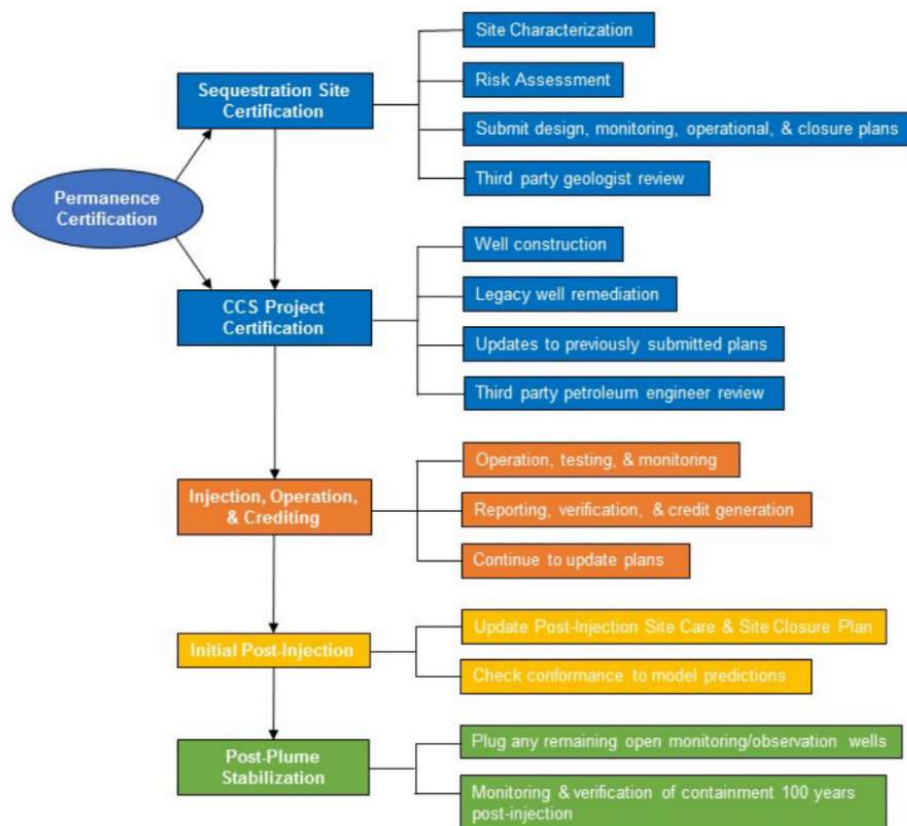 Site Characterization
Sequestration Site
Certification
Risk Assessment
Submit design, monitoring, operational, & closure plans
Third party geologist review
Permanence
Certification
Well construction
CCS Project
Certification
Legacy well remediation
Updates to previously submitted plans
Third party petroleum engineer review
Operation, testing, & monitoring
Injection, Operation,
& Crediting
Reporting, verification, & credit generation
Continue to update plans
Update Post-Injection Site Care & Site Closure Plan
Initial Post-Injection
Check conformance to model predictions
Plug any remaining open monitoring/observation wells
Post-Plume
Stabilization
Monitoring & verification of containment 100 years
post-injection